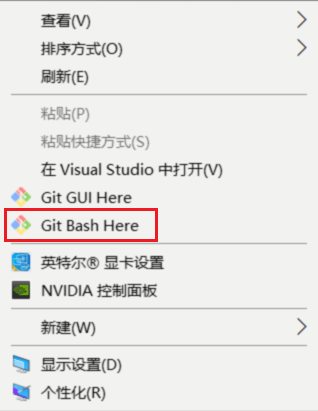 查看(V)
排序方式(O)
刷新(E)
粘贴(P)
粘贴快捷方式(S)
在 Visual Studio 中打开(V)
Git GUI Here
Git Bash Here
英特尔® 显卡设置
NVIDIA 控制面板
新建(W)
显示设置(D)
个性化(R)